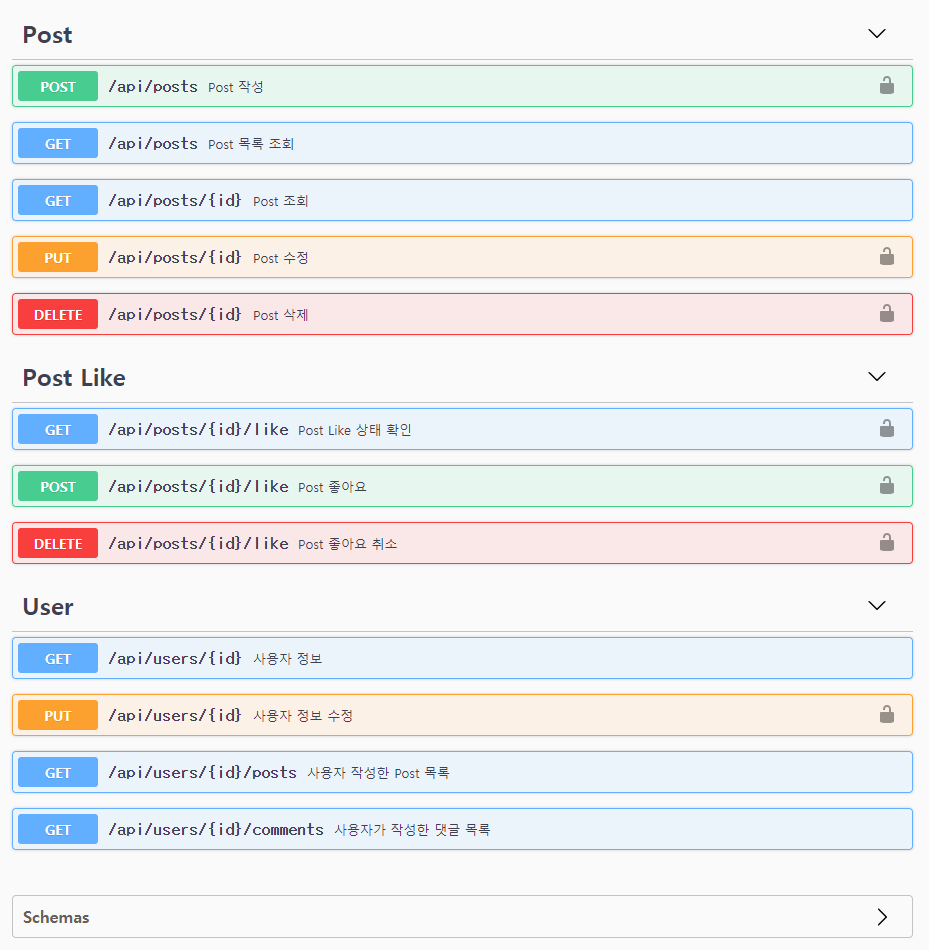 Post
POST /api/posts Post 작성
GET /api/posts Post 목록 조회
GET /api/posts/{id} Post 조회
PUT /api/posts/{id} Post 수정
DELETE /api/posts/{id} Post 삭제
Post Like
GET /api/posts/{id}/like Post Like 상태 확인
POST /api/posts/{id}/like Post 좋아요
DELETE /api/posts/{id}/like Post 좋아요 취소
User
GET /api/users/{id} 사용자 정보
PUT /api/users/{id} 사용자 정보 수정
GET /api/users/{id}/posts 사용자 작성한 Post 목록
GET /api/users/{id}/comments 사용자가 작성한 댓글 목록
Schemas